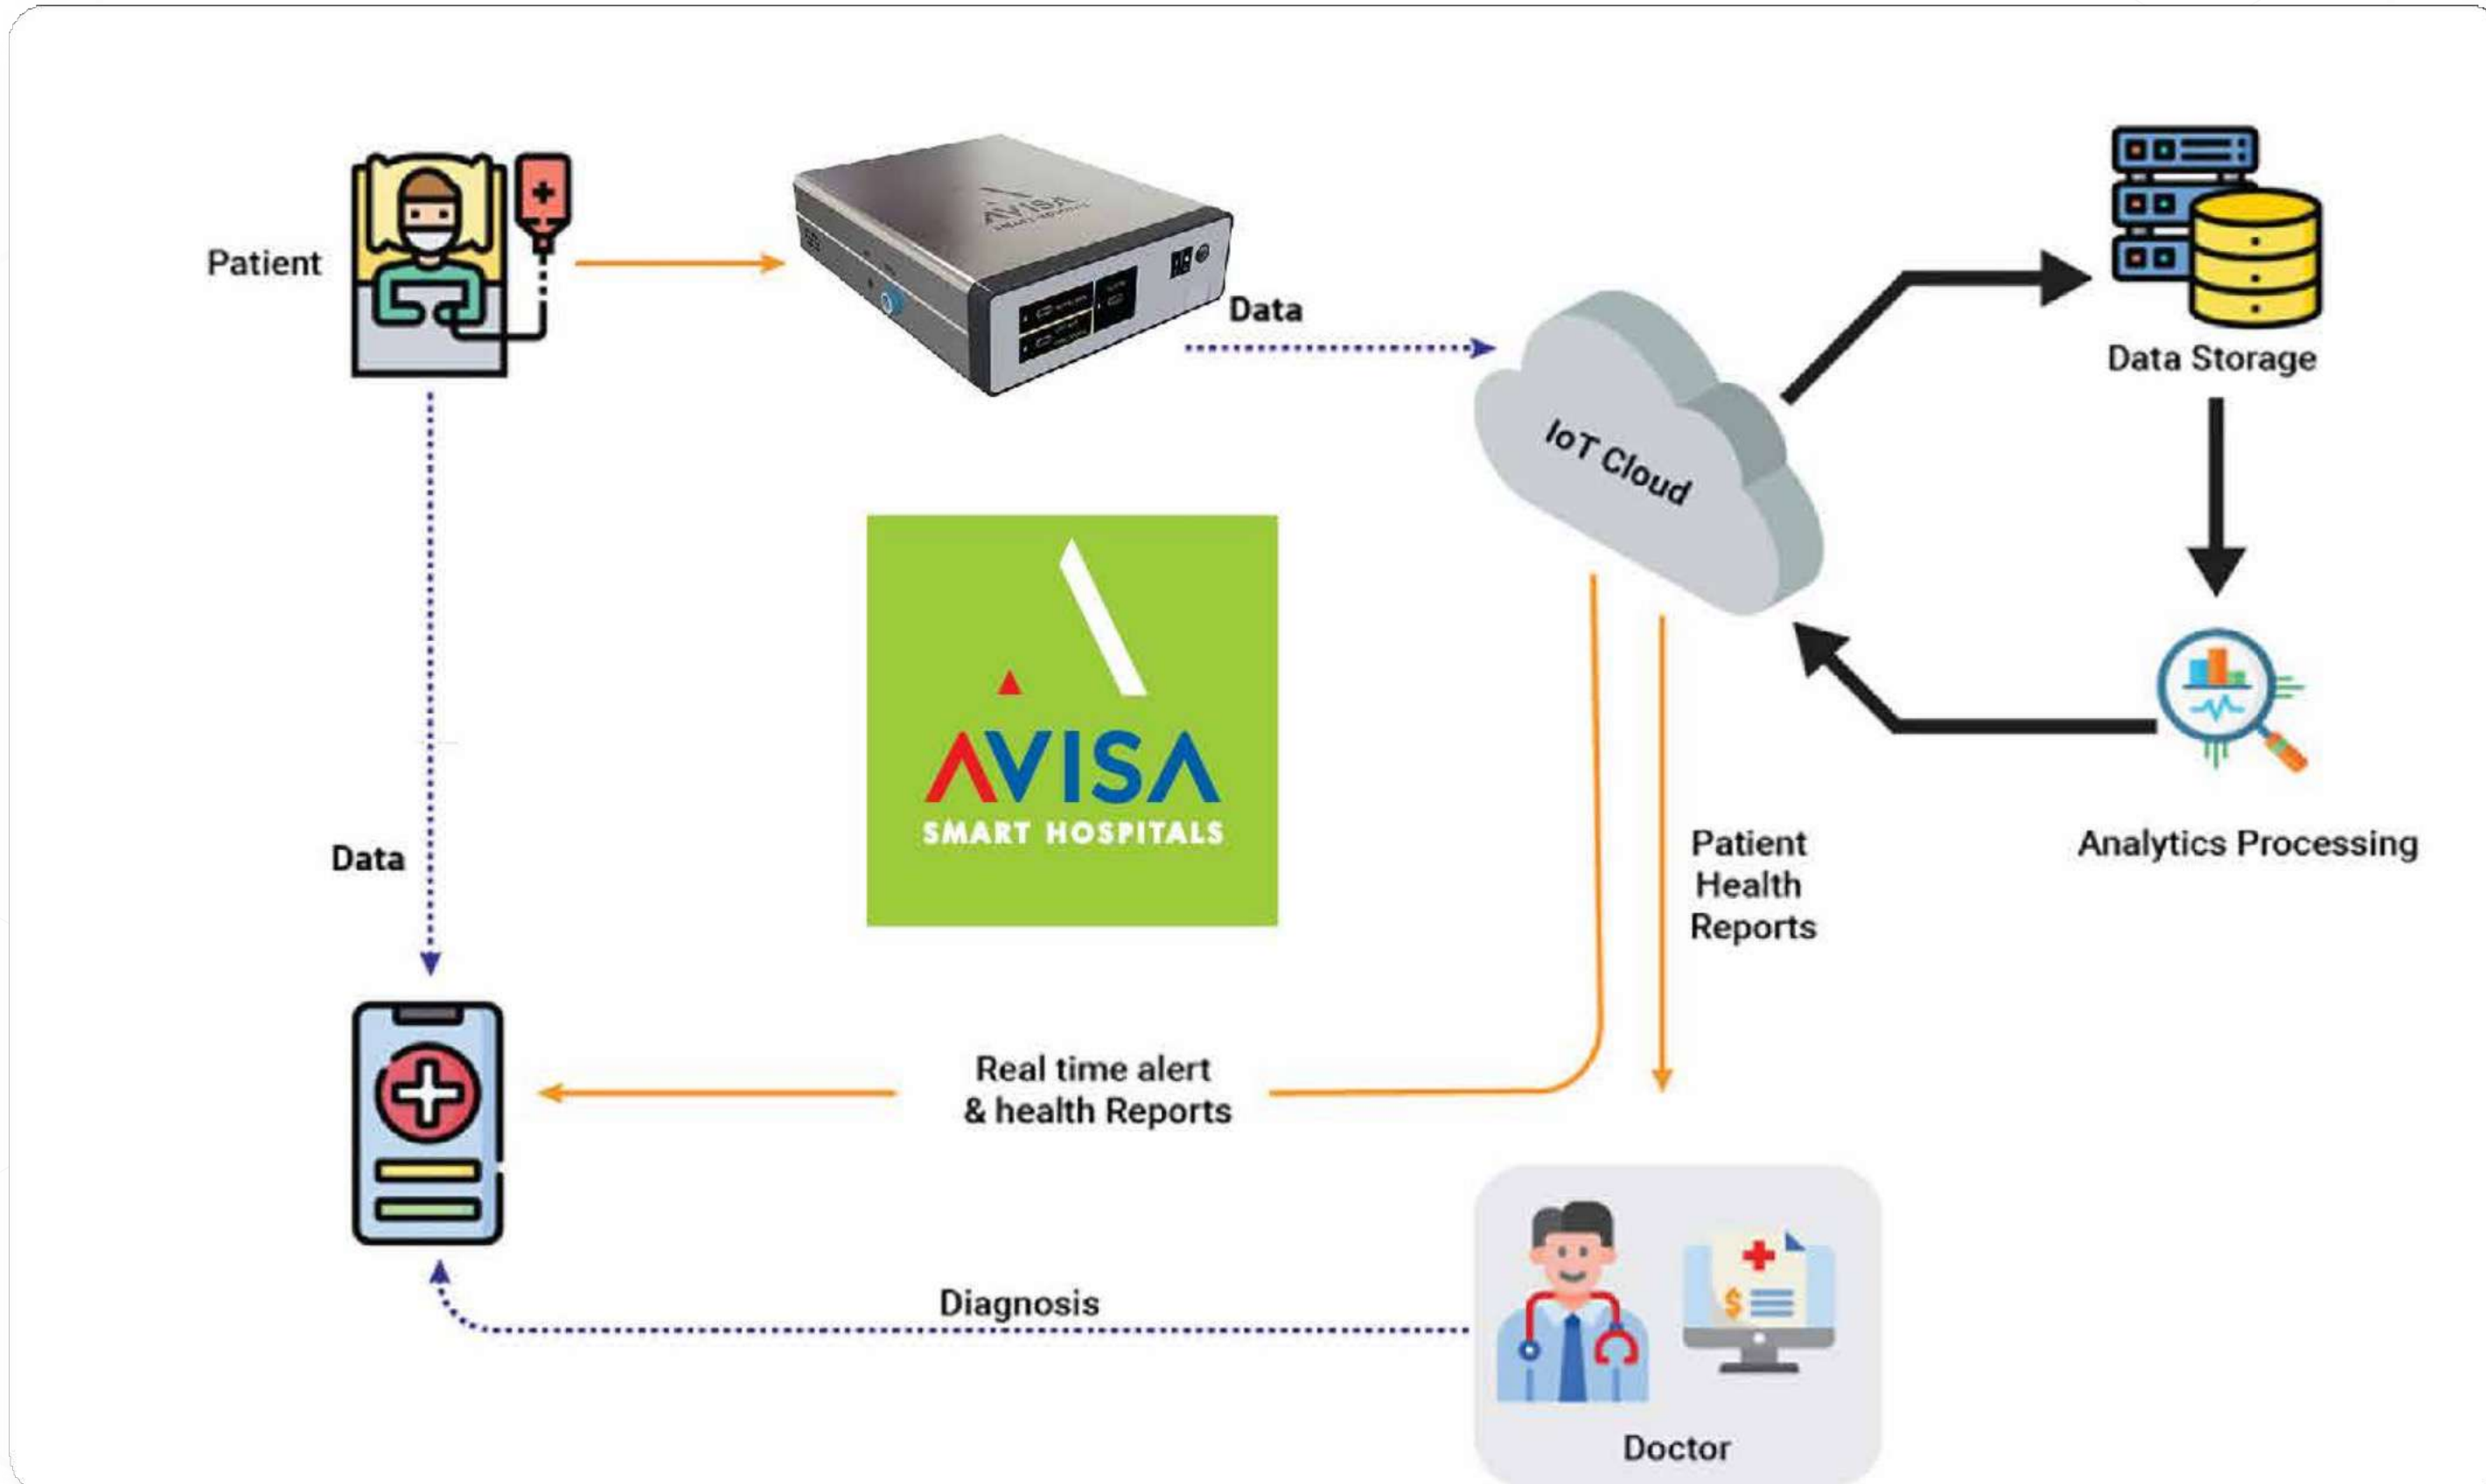 Patient
AVISA
Data
IoT Cloud
Data Storage
AVISA
SMART HOSPITALS
Data
Patient
Health
Reports
Analytics Processing
Real time alert
& health Reports
Diagnosis
Doctor